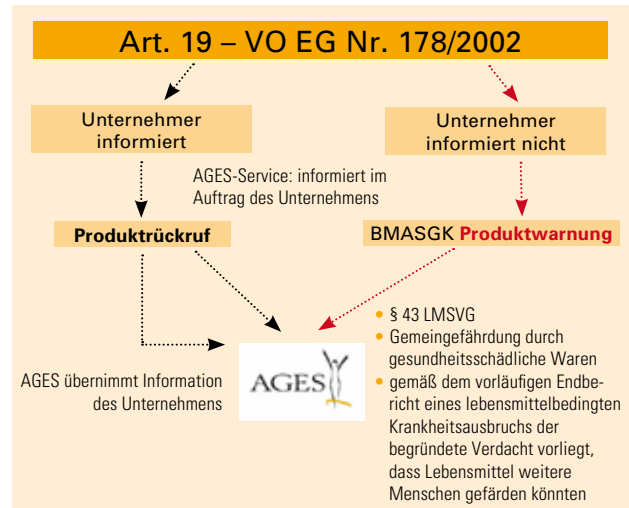 Art. 19 – VO EG Nr. 178/2002
Unternehmer
informiert
Unternehmer
informiert nicht
AGES-Service: informiert im
Auftrag des Unternehmens
Produktrückruf
BMASGK Produktwarnung
AGES übernimmt Information
des Unternehmens
AGES
• § 43 LMSVG
• Gemeingefährdung durch
gesundheitsschädliche Waren
• gemäß dem vorläufigen Endbe-
richt eines lebensmittelbedingten
Krankheitsausbruchs der
begründete Verdacht vorliegt,
dass Lebensmittel weitere
Menschen gefärden könnten